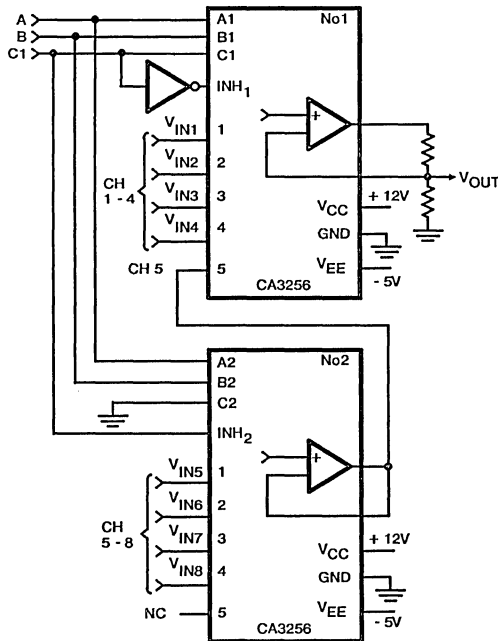 A
B
C1
A1
B1
C1
INH1
No1
VIN1
1
VIN2
2
VIN3
3
VIN4
4
CH
1 - 4
CH 5
5
+
VOUT
VCC
+ 12V
GND
VEE
- 5V
CA3256
A2
B2
C2
INH2
No2
VIN5
1
VIN6
2
VIN7
3
VIN8
4
CH
5 - 8
NC
5
+
VCC
+ 12V
GND
VEE
- 5V
CA3256